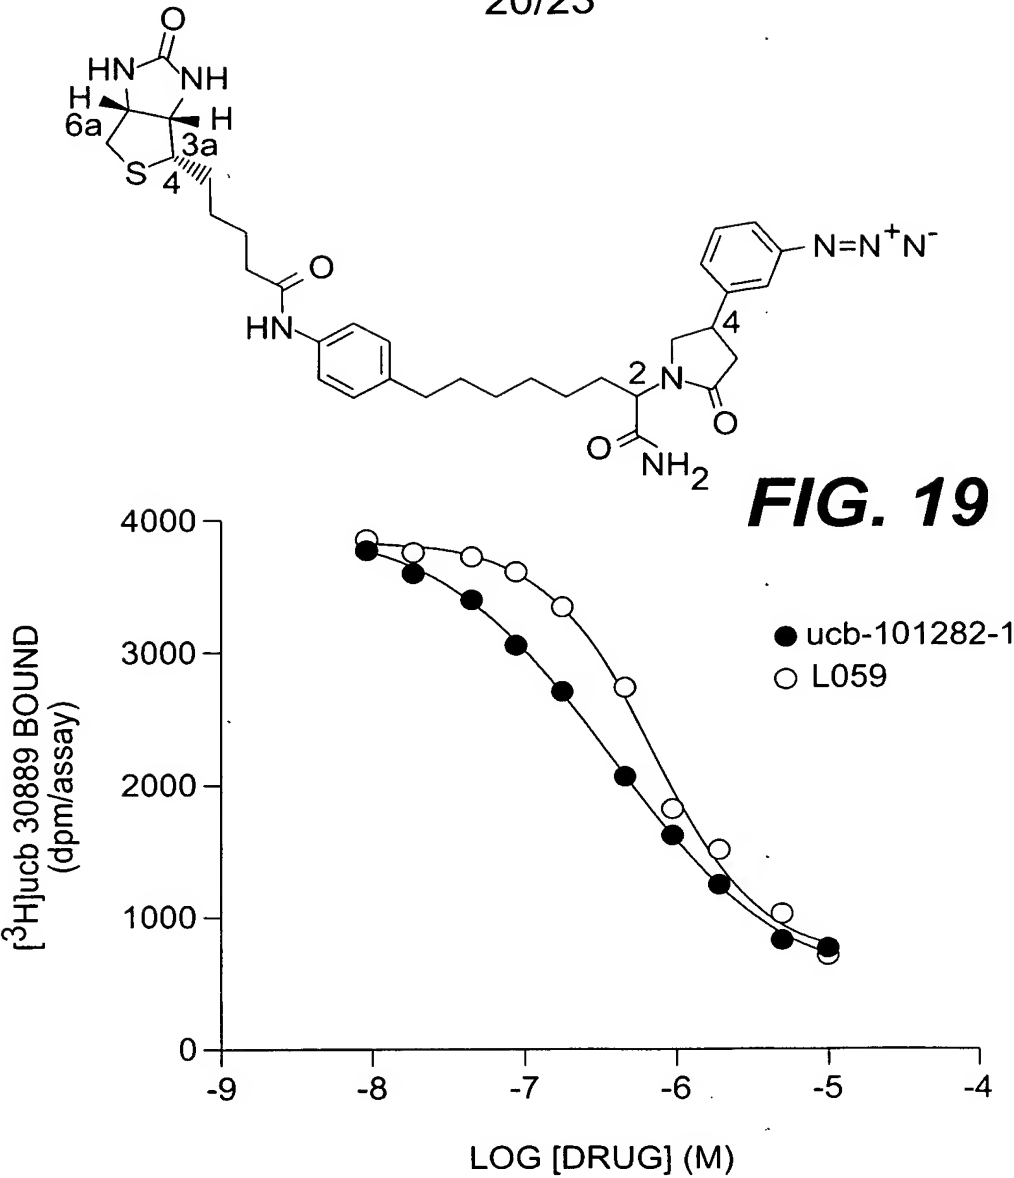 20/23
O
HN
NH
H
H
6a
3a
S
4
O
HN
N=N⁺N⁻
4
2
N
O
O
NH₂
FIG. 19
4000
3000
2000
1000
0
[³H]ucb 30889 BOUND
(dpm/assay)
ucb-101282-1
L059
-9
-8
-7
-6
-5
-4
LOG [DRUG] (M)